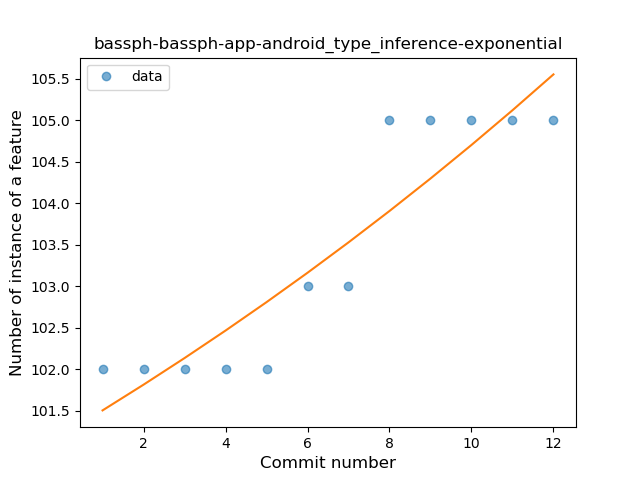 bassph-bassph-app-android_type_inference-exponential
data
Number of instance of a feature
105.5
105.0
104.5
104.0
103.5
103.0
102.5
102.0
101.5
2 4 6 8 10 12
Commit number